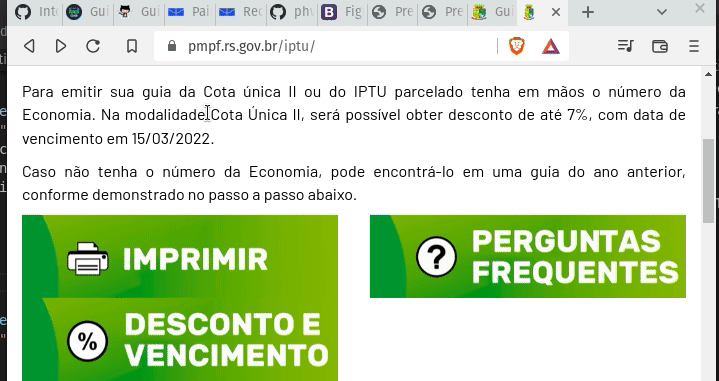 Int
Gui
Gui
Pai
Rec
phv
Fig
Pre
Pre
Gui
pmpf.rs.gov.br/iptu/
Para emitir sua guia da Cota única II ou do IPTU parcelado tenha em mãos o número da
Economia. Na modalidade Cota Única II, será possível obter desconto de até 7%, com data de
vencimento em 15/03/2022.
Caso não tenha o número da Economia, pode encontrá-lo em uma guia do ano anterior,
conforme demonstrado no passo a passo abaixo.
IMPRIMIR
PERGUNTAS
FREQUENTES
DESCONTO E
VENCIMENTO